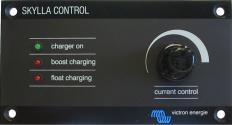 SKYLLA CONTROL
charger on
boost charging
float charging
current control
victron energie